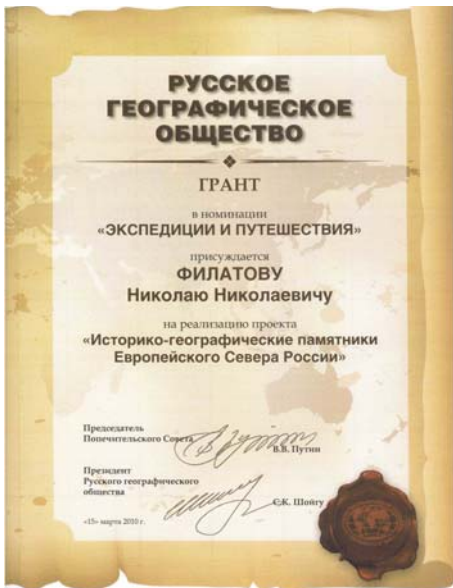 РУССКОЕ
ГЕОГРАФИЧЕСКОЕ
ОБЩЕСТВО
ГРАНТ
в номинации
«ЭКСПЕДИЦИИ И ПУТЕШЕСТВИЯ»
присуждается
ФИЛАТОВУ
Николаю Николаевичу
на реализацию проекта
«Историко-географические памятники
Европейского Севера России»
Председатель
Попечительского Совета
В.В. Путин
Президент
Русского географического
общества
С.К. Шойгу
«15» марта 2010 г.